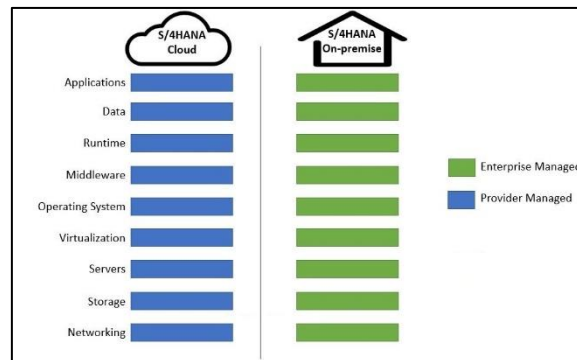 S/4HANA
Cloud
S/4HANA
On-premise
Applications
Data
Runtime
Middleware
Operating System
Virtualization
Servers
Storage
Networking
Enterprise Managed
Provider Managed